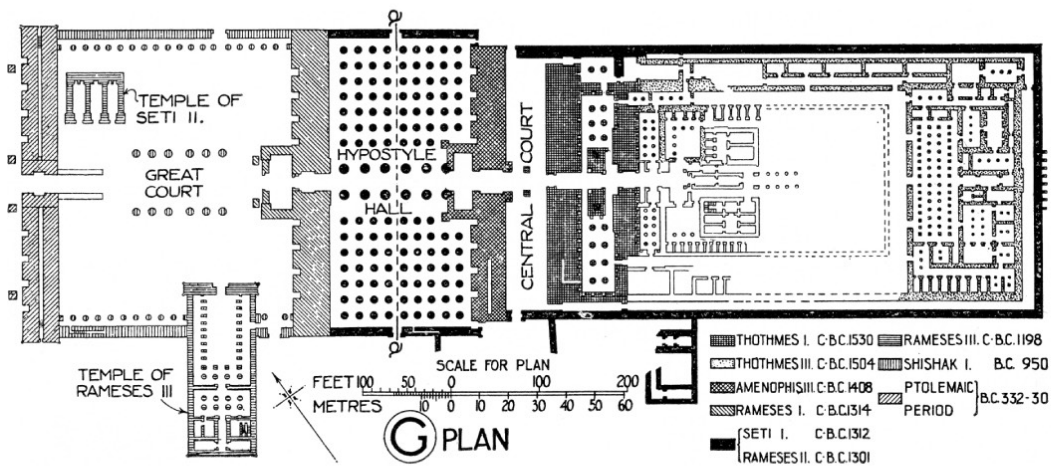 a
TEMPLE OF
SETI II.
GREAT
COURT
HYPOSTYLE
HALL
CENTRAL COURT
TEMPLE OF
RAMESES III
a
SCALE FOR PLAN
FEET 100 50 0 100 200
METRES 10 0 10 20 30 40 50 60
G PLAN
THOTHMES I. C·B.C.1530
THOTHMES III. C·B.C.1504
AMENOPHIS III. C·B.C.1408
RAMESES I. C·B.C.1314
SETI I. C·B.C.1312
RAMESES II. C·B.C.1301
RAMESES III. C·B.C.1198
SHISHAK I. B.C. 950
PTOLEMAIC
PERIOD
B.C. 332-30